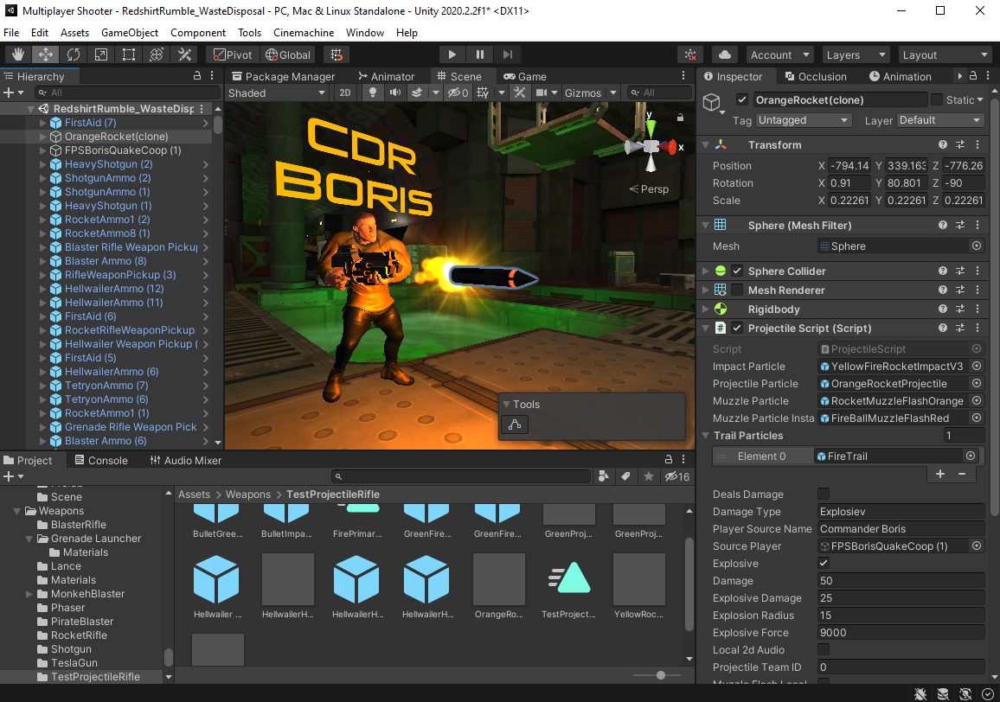 Multiplayer Shooter - RedshirtRumble_WasteDisposal - PC, Mac & Linux Standalone - Unity 2020.2.2f1* <DX11>
File Edit Assets GameObject Component Tools Cinemachine Window Help
Pivot Global Account Layers Layout
Hierarchy
All
RedshirtRumble_WasteDisp
FirstAid (7)
OrangeRocket(clone)
FPSBorisQuakeCoop (1)
HeavyShotgun (2)
ShotgunAmmo (2)
ShotgunAmmo (1)
HeavyShotgun (1)
RocketAmmo1 (2)
RocketAmmo8 (1)
Blaster Rifle Weapon Pickup
Blaster Ammo (8)
RifleWeaponPickup (3)
HellwailerAmmo (12)
HellwailerAmmo (11)
FirstAid (6)
RocketRifleWeaponPickup
Hellwailer Weapon Pickup (
FirstAid (5)
HellwailerAmmo (6)
TetryonAmmo (7)
TetryonAmmo (6)
RocketAmmo1 (1)
Grenade Rifle Weapon Pick
Blaster Ammo (6)
Package Manager Animator Scene Game
Shaded 2D 0 Gizmos All
CDR
BORIS
y
x
Persp
Tools
Inspector Occlusion Animation
OrangeRocket(clone) Static
Tag Untagged Layer Default
Transform
Position X -794.14 Y 339.163 Z -776.26
Rotation X 0.91 Y 80.801 Z -90
Scale X 0.22261 Y 0.22261 Z 0.22261
Sphere (Mesh Filter)
Mesh Sphere
Sphere Collider
Mesh Renderer
Rigidbody
# Projectile Script (Script)
Script ProjectileScript
Impact Particle YellowFireRocketImpactV3
Projectile Particle OrangeRocketProjectile
Muzzle Particle RocketMuzzleFlashOrange
Muzzle Particle Insta FireBallMuzzleFlashRed
Trail Particles 1
Element 0 FireTrail
+ −
Deals Damage
Damage Type Explosiev
Player Source Name Commander Boris
Source Player FPSBorisQuakeCoop (1)
Explosive
Damage 50
Explosive Damage 25
Explosion Radius 15
Explosive Force 9000
Local 2d Audio
Projectile Team ID 0
Muzzle Flash Local
Project Console Audio Mixer
16
Scene
Weapons
BlasterRifle
Grenade Launcher
Materials
Lance
Materials
MonkehBlaster
Phaser
PirateBlaster
RocketRifle
Shotgun
TeslaGun
TestProjectileRifle
Assets > Weapons > TestProjectileRifle
BulletGree... BulletImpa... FirePrimar... GreenFire... GreenFire... GreenProj... GreenProj...
Hellwailer ... HellwailerH... HellwailerH... HellwailerH... OrangeRo... TestProject... YellowRoc...